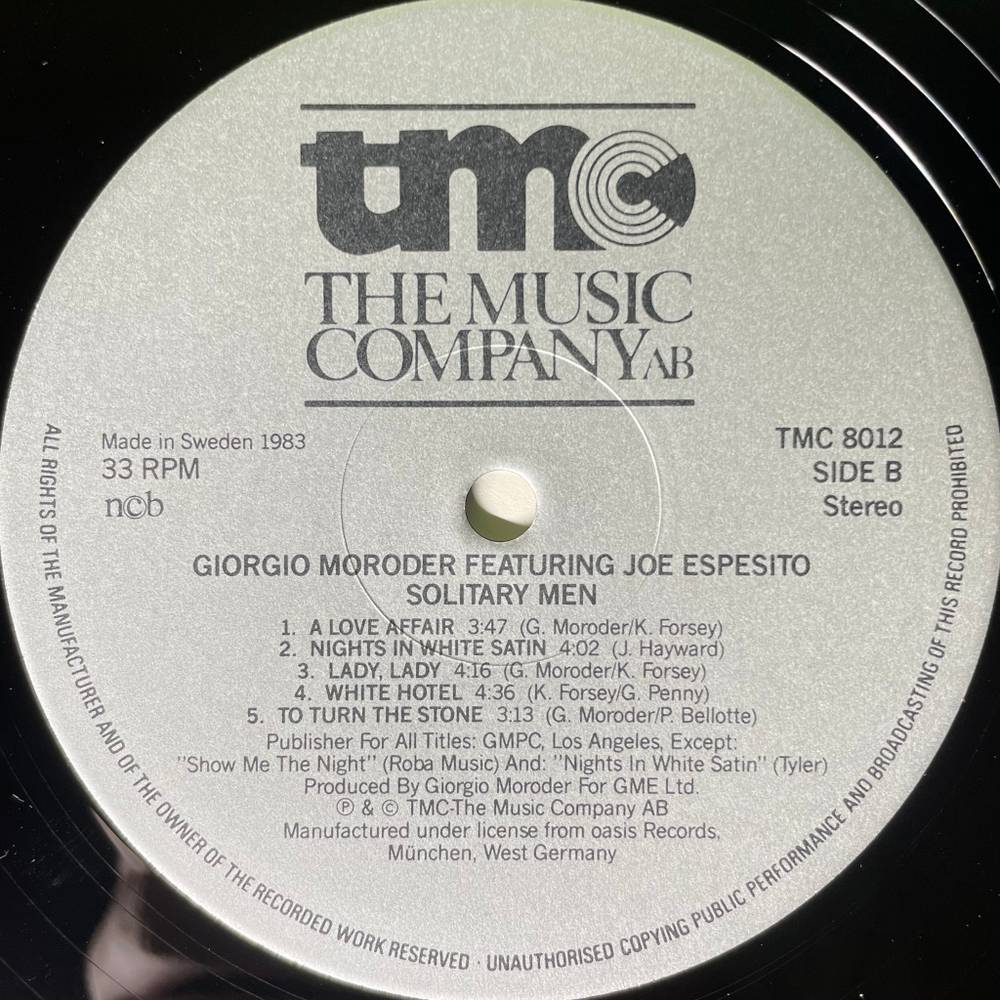 tmc
THE MUSIC
COMPANY AB
Made in Sweden 1983
33 RPM
n©b
TMC 8012
SIDE B
Stereo
GIORGIO MORODER FEATURING JOE ESPESITO
SOLITARY MEN
1. A LOVE AFFAIR 3:47 (G. Moroder/K. Forsey)
2. NIGHTS IN WHITE SATIN 4:02 (J. Hayward)
3. LADY, LADY 4:16 (G. Moroder/K. Forsey)
4. WHITE HOTEL 4:36 (K. Forsey/G. Penny)
5. TO TURN THE STONE 3:13 (G. Moroder/P. Bellotte)
Publisher For All Titles: GMPC, Los Angeles, Except:
"Show Me The Night" (Roba Music) And: "Nights In White Satin" (Tyler)
Produced By Giorgio Moroder For GME Ltd.
℗ & © TMC-The Music Company AB
Manufactured under license from oasis Records,
München, West Germany
ALL RIGHTS OF THE MANUFACTURER AND OF THE OWNER OF THE RECORDED WORK RESERVED · UNAUTHORISED COPYING PUBLIC PERFORMANCE AND BROADCASTING OF THIS RECORD PROHIBITED